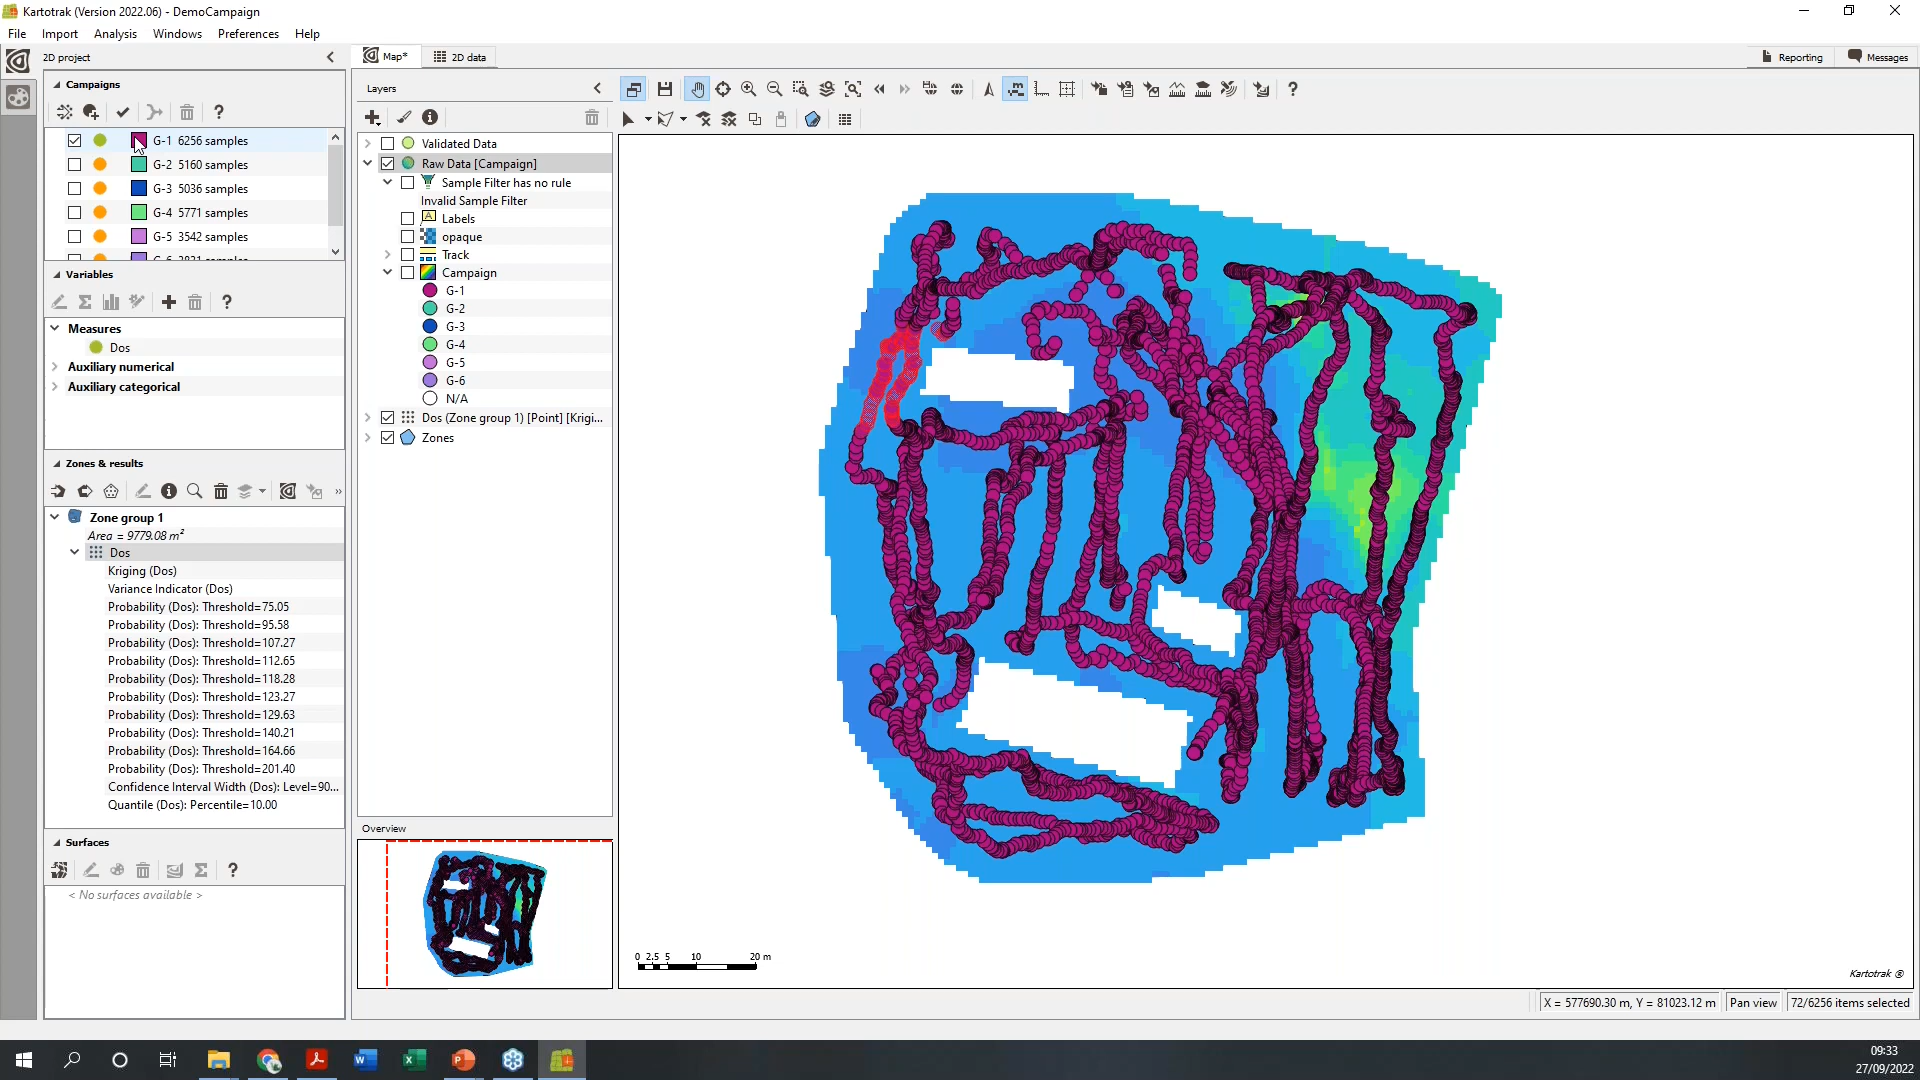 Kartotrak (Version 2022.06) - DemoCampaign
File Import Analysis Windows Preferences Help
2D project
Map*
2D data
Reporting
Messages
Campaigns
G-1 6256 samples
G-2 5160 samples
G-3 5036 samples
G-4 5771 samples
G-5 3542 samples
Variables
Measures
Dos
Auxiliary numerical
Auxiliary categorical
Zones & results
Zone group 1
Area = 9779.08 m²
Dos
Kriging (Dos)
Variance Indicator (Dos)
Probability (Dos): Threshold=75.05
Probability (Dos): Threshold=95.58
Probability (Dos): Threshold=107.27
Probability (Dos): Threshold=112.65
Probability (Dos): Threshold=118.28
Probability (Dos): Threshold=123.27
Probability (Dos): Threshold=129.63
Probability (Dos): Threshold=140.21
Probability (Dos): Threshold=164.66
Probability (Dos): Threshold=201.40
Confidence Interval Width (Dos): Level=90...
Quantile (Dos): Percentile=10.00
Surfaces
< No surfaces available >
Layers
Validated Data
Raw Data [Campaign]
Sample Filter has no rule
Invalid Sample Filter
Labels
opaque
Track
Campaign
G-1
G-2
G-3
G-4
G-5
G-6
N/A
Dos (Zone group 1) [Point] [Krigi...
Zones
Overview
0 2.5 5 10 20 m
Kartotrak ®
X = 577690.30 m, Y = 81023.12 m Pan view 72/6256 items selected
09:33
27/09/2022